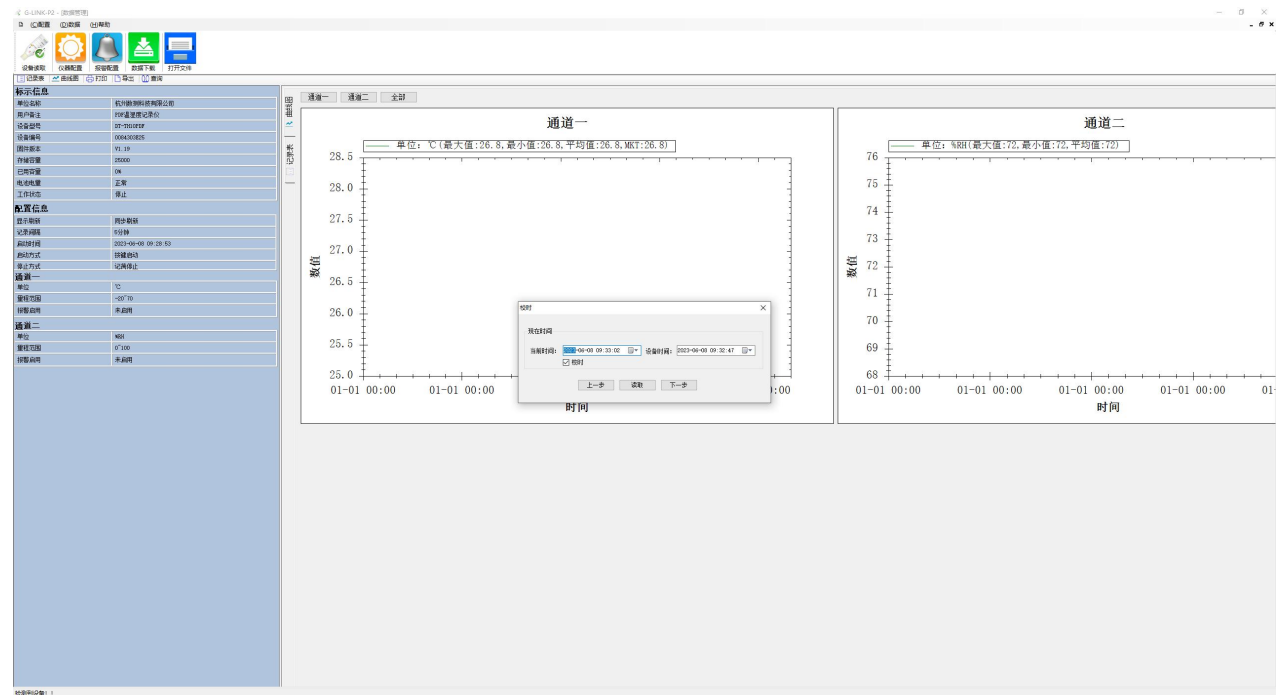 G-LINK-P2 - [数据管理]
(C)配置 (D)数据 (H)帮助
设备读取 仪器配置 报警配置 数据下载 打开文件
记录表 曲线图 打印 导出 查询
标示信息
单位名称 杭州数测科技有限公司
用户备注 PDF温湿度记录仪
设备型号 DT-TH10PDF
设备编号 0004303B25
固件版本 V1.19
存储容量 25000
已用容量 0%
电池电量 正常
工作状态 停止
配置信息
显示刷新 同步刷新
记录间隔 5分钟
启动时间 2023-06-08 09:28:53
启动方式 按键启动
停止方式 记满停止
通道一
单位 ℃
量程范围 -20~70
报警启用 未启用
通道二
单位 %RH
量程范围 0~100
报警启用 未启用
曲线图
记录表
通道一 通道二 全部
通道一
单位: ℃(最大值:26.8,最小值:26.8,平均值:26.8,MKT:26.8)
28.5
28.0
27.5
27.0
26.5
26.0
25.5
25.0
数值
01-01 00:00 01-01 00:00 :00
时间
通道二
单位: %RH(最大值:72,最小值:72,平均值:72)
76
75
74
73
72
71
70
69
68
数值
01-01 00:00 01-01 00:00 01-01 00:00 01-01 00:00 01
时间
校时
现在时间
当前时间: 2023-06-08 09:33:02 设备时间: 2023-06-08 09:32:47
校时
上一步 读取 下一步
检测到设备!